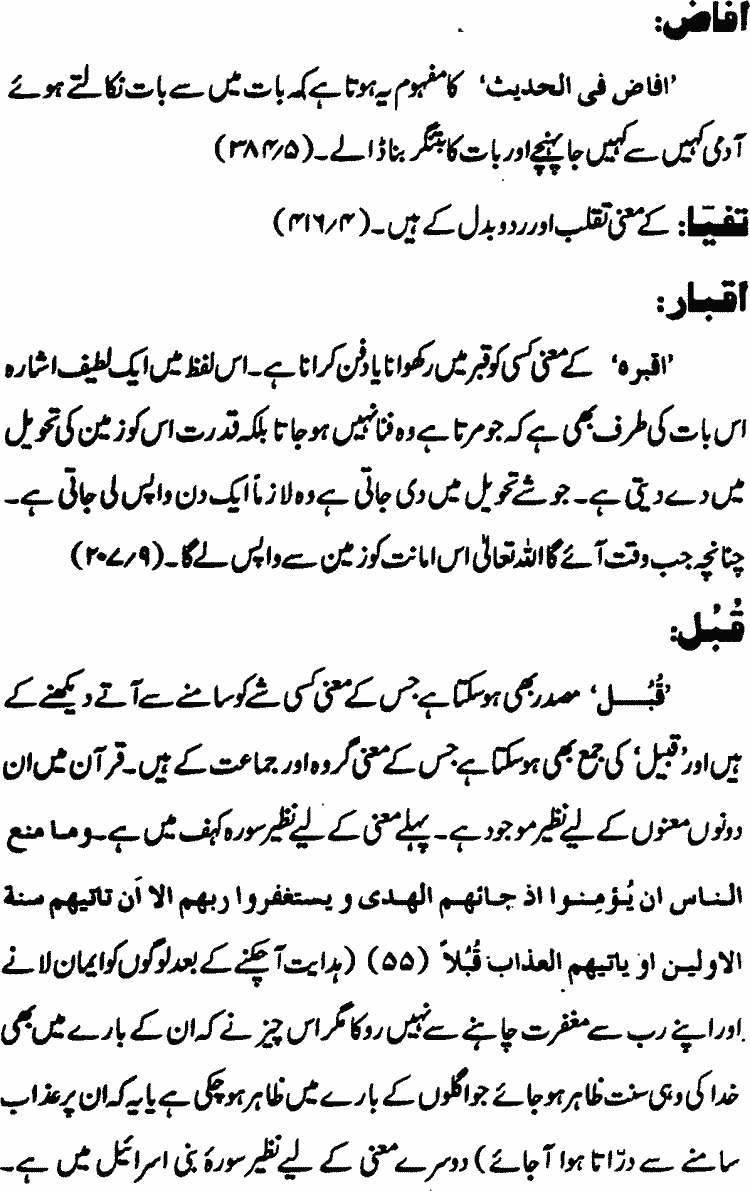 افاض:
’افاض فی الحدیث‘ کا مفہوم یہ ہوتا ہے کہ بات میں سے بات نکالتے ہوئے
آدمی کہیں سے کہیں جا پہنچے اور بات کا بتنگڑ بنا ڈالے۔ (۳۸۴/۵)
تفیّا: کے معنی تقلب اور ردو بدل کے ہیں۔ (۴۱۶/۴)
اقبار:
’اقبرہ‘ کے معنی کسی کو قبر میں رکھوانا یا دفن کرانا ہے۔ اس لفظ میں ایک لطیف اشارہ
اس بات کی طرف بھی ہے کہ جو مرتا ہے وہ فنا نہیں ہو جاتا بلکہ قدرت اس کو زمین کی تحویل
میں دے دیتی ہے۔ جو شے تحویل میں دی جاتی ہے وہ لازماً ایک دن واپس لی جاتی ہے۔
چنانچہ جب وقت آئے گا اللہ تعالیٰ اس امانت کو زمین سے واپس لے گا۔ (۲۰۷/۹)
قُبُل:
’قُبُل‘ مصدر بھی ہو سکتا ہے جس کے معنی کسی شے کو سامنے سے آتے دیکھنے کے
ہیں اور ’قبیل‘ کی جمع بھی ہو سکتا ہے جس کے معنی گروہ اور جماعت کے ہیں۔ قرآن میں ان
دونوں معنوں کے لیے نظیر موجود ہے۔ پہلے معنی کے لیے نظیر سورہ کہف میں ہے۔ وما منع
الناس ان یُؤمِنوا اذ جائهم الهدی و یستغفروا ربهم الا اَن تاتیهم سنة
الاولین او یاتیهم العذاب قُبُلاً (۵۵) (ہدایت آ چکنے کے بعد لوگوں کو ایمان لانے
اور اپنے رب سے مغفرت چاہنے سے نہیں روکا مگر اس چیز نے کہ ان کے بارے میں بھی
خدا کی وہی سنت ظاہر ہو جائے جو اگلوں کے بارے میں ظاہر ہو چکی ہے یا یہ کہ ان پر عذاب
سامنے سے درّاتا ہوا آ جائے) دوسرے معنی کے لیے نظیر سورۂ بنی اسرائیل میں ہے۔